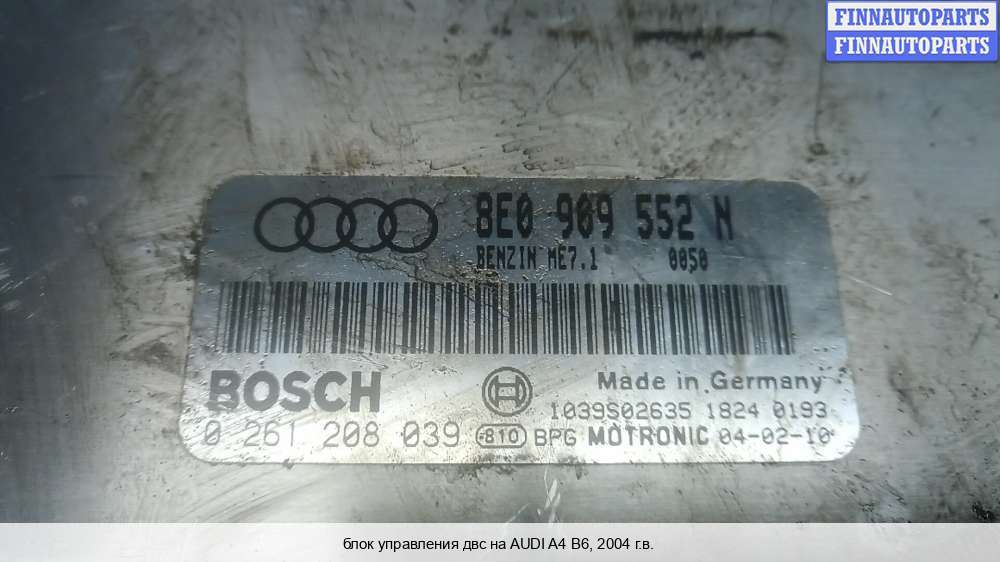 FINNAUTOPARTS
FINNAUTOPARTS
8E0 909 552 N
BENZIN ME7.1 0050
BOSCH Made in Germany
1039S02635 1824 0193
0 261 208 039 810 BPG MOTRONIC 04-02-10
блок управления двс на AUDI A4 B6, 2004 г.в.